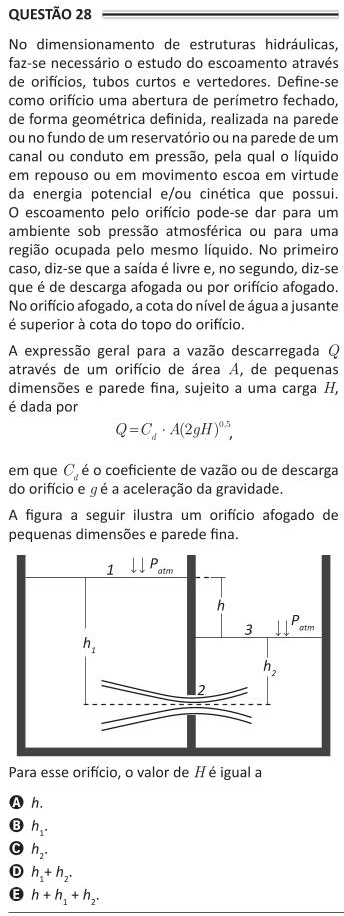 QUESTÃO 28
No dimensionamento de estruturas hidráulicas,
faz-se necessário o estudo do escoamento através
de orifícios, tubos curtos e vertedores. Define-se
como orifício uma abertura de perímetro fechado,
de forma geométrica definida, realizada na parede
ou no fundo de um reservatório ou na parede de um
canal ou conduto em pressão, pela qual o líquido
em repouso ou em movimento escoa em virtude
da energia potencial e/ou cinética que possui.
O escoamento pelo orifício pode-se dar para um
ambiente sob pressão atmosférica ou para uma
região ocupada pelo mesmo líquido. No primeiro
caso, diz-se que a saída é livre e, no segundo, diz-se
que é de descarga afogada ou por orifício afogado.
No orifício afogado, a cota do nível de água a jusante
é superior à cota do topo do orifício.
A expressão geral para a vazão descarregada Q
através de um orifício de área A, de pequenas
dimensões e parede fina, sujeito a uma carga H,
é dada por
Q=C_d · A(2gH)^0,5,
em que C_d é o coeficiente de vazão ou de descarga
do orifício e g é a aceleração da gravidade.
A figura a seguir ilustra um orifício afogado de
pequenas dimensões e parede fina.
1 ↓↓ P_atm
h
3 ↓↓ P_atm
h_1
h_2
2
Para esse orifício, o valor de H é igual a
A h.
B h_1.
C h_2.
D h_1 + h_2.
E h + h_1 + h_2.